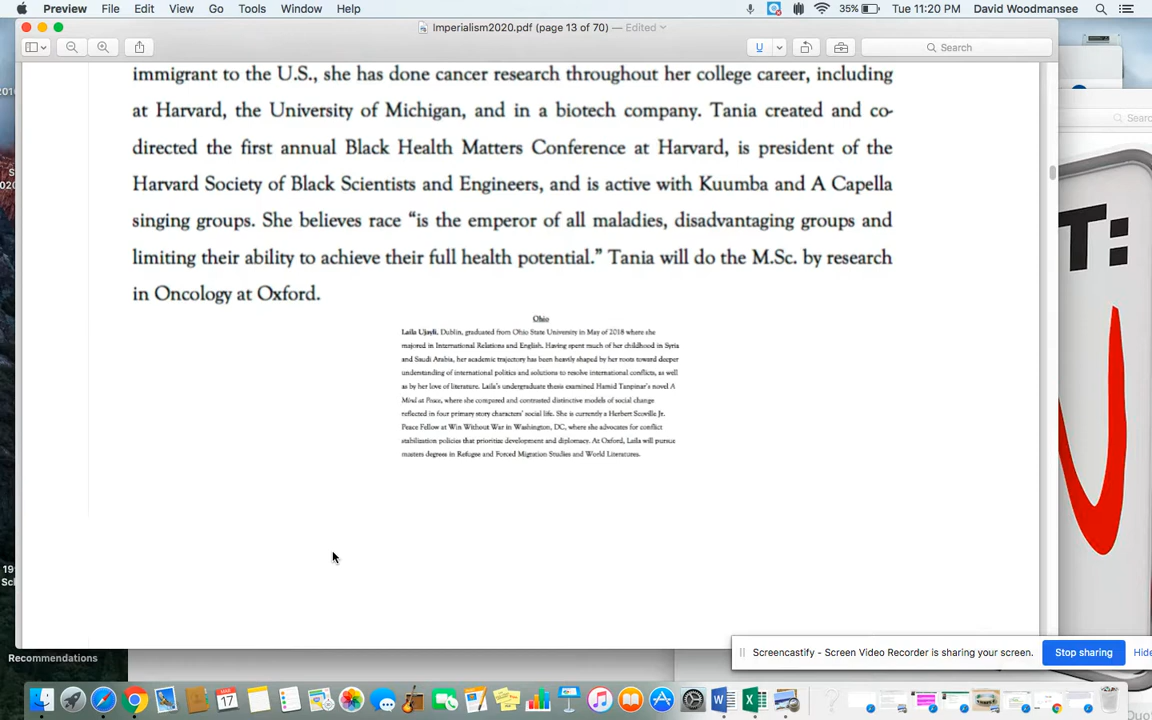 Preview File Edit View Go Tools Window Help 35% Tue 11:20 PM David Woodmansee
Imperialism2020.pdf (page 13 of 70) — Edited
U Search
immigrant to the U.S., she has done cancer research throughout her college career, including
at Harvard, the University of Michigan, and in a biotech company. Tania created and co-
directed the first annual Black Health Matters Conference at Harvard, is president of the
Harvard Society of Black Scientists and Engineers, and is active with Kuumba and A Capella
singing groups. She believes race “is the emperor of all maladies, disadvantaging groups and
limiting their ability to achieve their full health potential.” Tania will do the M.Sc. by research
in Oncology at Oxford.
Ohio
Laila Ujayli, Dublin, graduated from Ohio State University in May of 2018 where she
majored in International Relations and English. Having spent much of her childhood in Syria
and Saudi Arabia, her academic trajectory has been heavily shaped by her roots toward deeper
understanding of international politics and solutions to resolve international conflicts, as well
as by her love of literature. Laila's undergraduate thesis examined Hamid Tanpinar's novel A
Mind at Peace, where she compared and contrasted distinctive models of social change
reflected in four primary story characters' social life. She is currently a Herbert Scoville Jr.
Peace Fellow at Win Without War in Washington, DC, where she advocates for conflict
stabilization policies that prioritize development and diplomacy. At Oxford, Laila will pursue
masters degrees in Refugee and Forced Migration Studies and World Literatures.
Sear
T:
Screencastify - Screen Video Recorder is sharing your screen. Stop sharing Hide
Recommendations
17